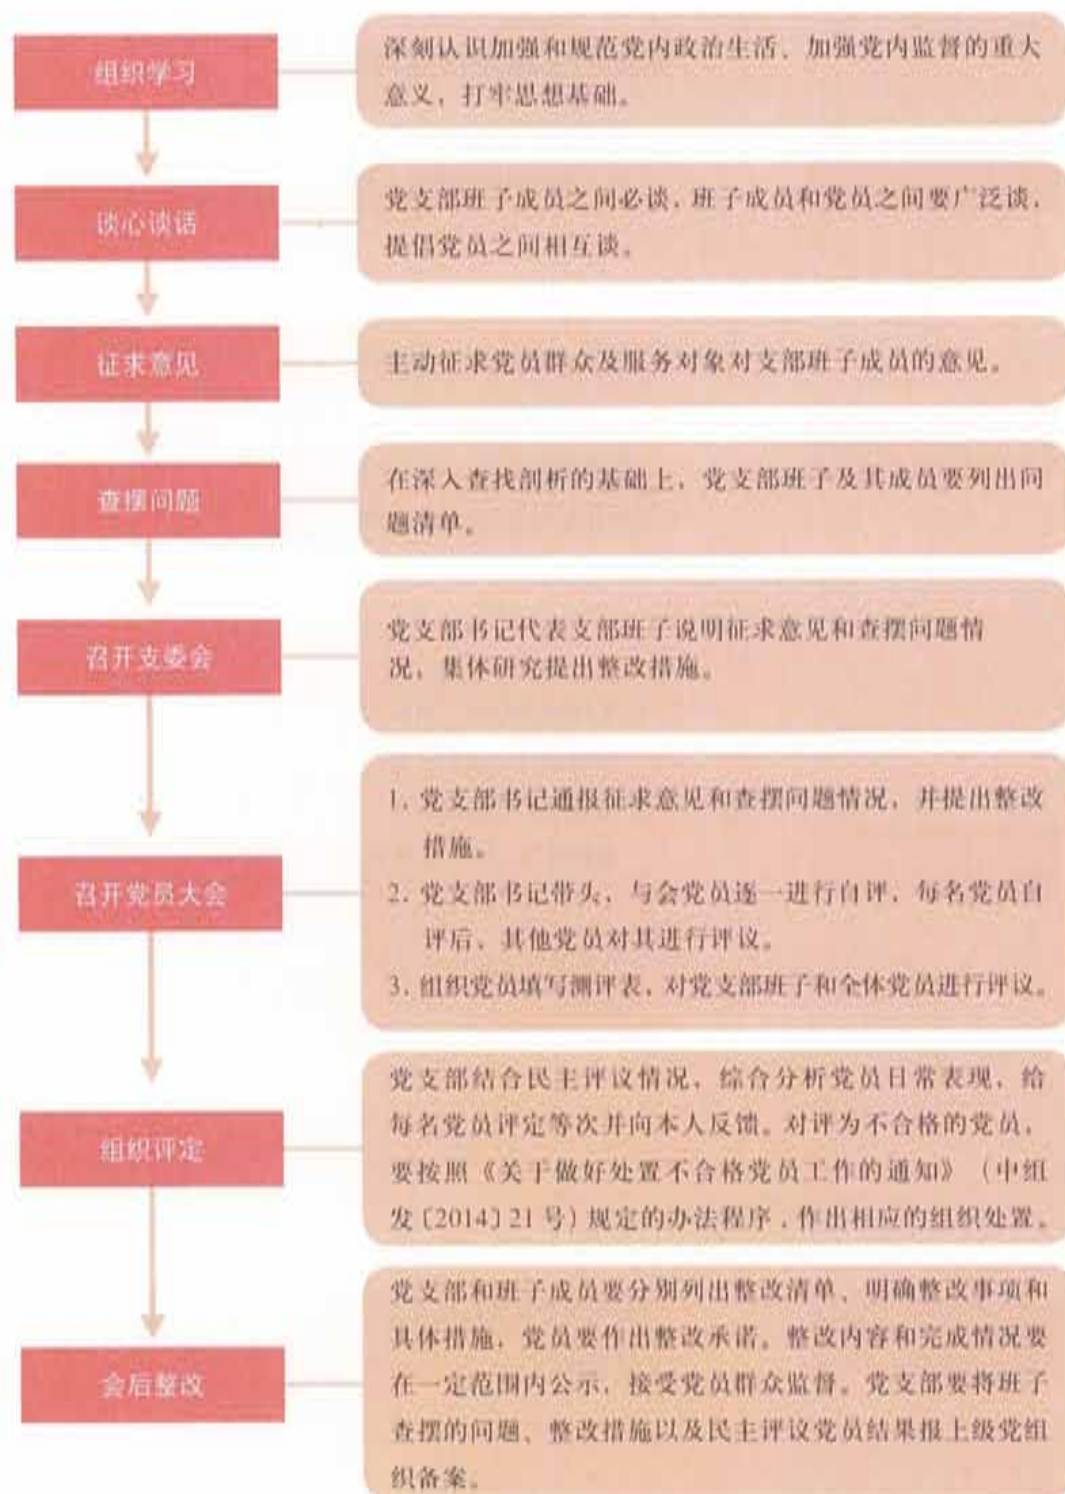 组织学习
深刻认识加强和规范党内政治生活、加强党内监督的重大
意义，打牢思想基础。
谈心谈话
党支部班子成员之间必谈，班子成员和党员之间要广泛谈，
提倡党员之间相互谈。
征求意见
主动征求党员群众及服务对象对支部班子成员的意见。
查摆问题
在深入查找剖析的基础上，党支部班子及其成员要列出问
题清单。
召开支委会
党支部书记代表支部班子说明征求意见和查摆问题情
况，集体研究提出整改措施。
召开党员大会
1. 党支部书记通报征求意见和查摆问题情况，并提出整改
措施。
2. 党支部书记带头，与会党员逐一进行自评，每名党员自
评后，其他党员对其进行评议。
3. 组织党员填写测评表，对党支部班子和全体党员进行评议。
组织评定
党支部结合民主评议情况，综合分析党员日常表现，给
每名党员评定等次并向本人反馈。对评为不合格的党员，
要按照《关于做好处置不合格党员工作的通知》（中组
发〔2014〕21号）规定的办法程序，作出相应的组织处置。
会后整改
党支部和班子成员要分别列出整改清单、明确整改事项和
具体措施，党员要作出整改承诺。整改内容和完成情况要
在一定范围内公示，接受党员群众监督。党支部要将班子
查摆的问题、整改措施以及民主评议党员结果报上级党组
织备案。